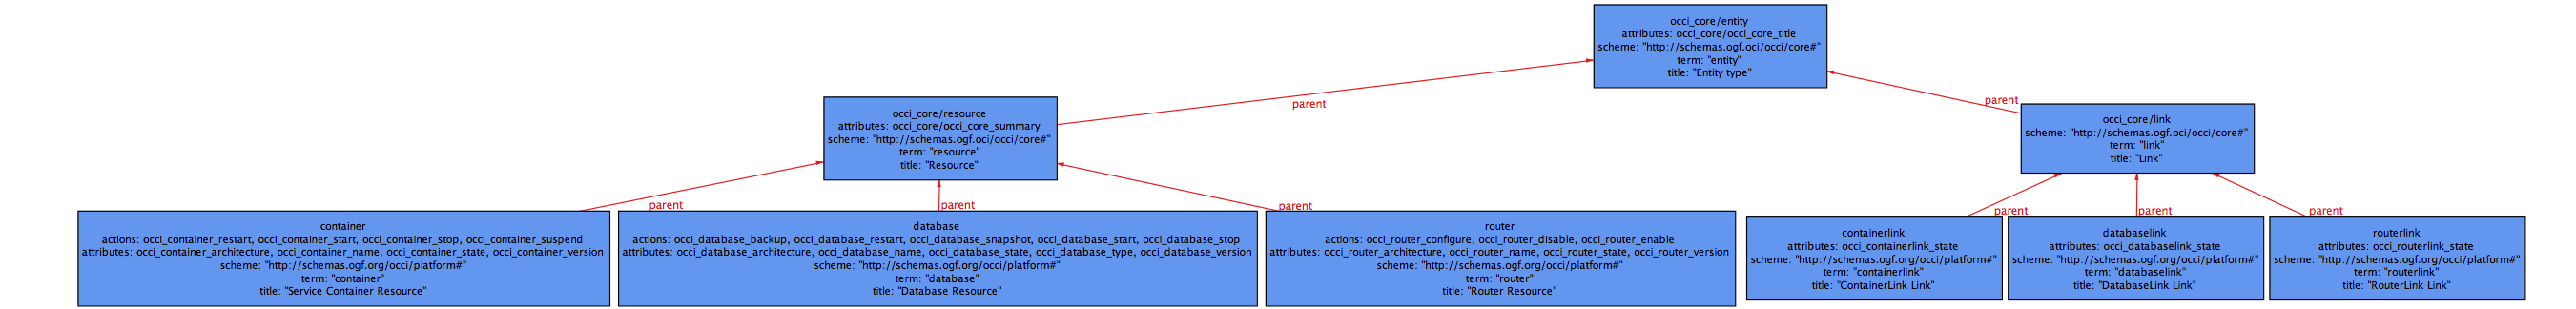 occi_core/entity
attributes: occi_core/occi_core_title
scheme: "http://schemas.ogf.oci/occi/core#"
term: "entity"
title: "Entity type"
parent
parent
occi_core/resource
attributes: occi_core/occi_core_summary
scheme: "http://schemas.ogf.oci/occi/core#"
term: "resource"
title: "Resource"
occi_core/link
scheme: "http://schemas.ogf.oci/occi/core#"
term: "link"
title: "Link"
parent
parent
parent
parent
parent
parent
container
actions: occi_container_restart, occi_container_start, occi_container_stop, occi_container_suspend
attributes: occi_container_architecture, occi_container_name, occi_container_state, occi_container_version
scheme: "http://schemas.ogf.org/occi/platform#"
term: "container"
title: "Service Container Resource"
database
actions: occi_database_backup, occi_database_restart, occi_database_snapshot, occi_database_start, occi_database_stop
attributes: occi_database_architecture, occi_database_name, occi_database_state, occi_database_type, occi_database_version
scheme: "http://schemas.ogf.org/occi/platform#"
term: "database"
title: "Database Resource"
router
actions: occi_router_configure, occi_router_disable, occi_router_enable
attributes: occi_router_architecture, occi_router_name, occi_router_state, occi_router_version
scheme: "http://schemas.ogf.org/occi/platform#"
term: "router"
title: "Router Resource"
containerlink
attributes: occi_containerlink_state
scheme: "http://schemas.ogf.org/occi/platform#"
term: "containerlink"
title: "ContainerLink Link"
databaselink
attributes: occi_databaselink_state
scheme: "http://schemas.ogf.org/occi/platform#"
term: "databaselink"
title: "DatabaseLink Link"
routerlink
attributes: occi_routerlink_state
scheme: "http://schemas.ogf.org/occi/platform#"
term: "routerlink"
title: "RouterLink Link"